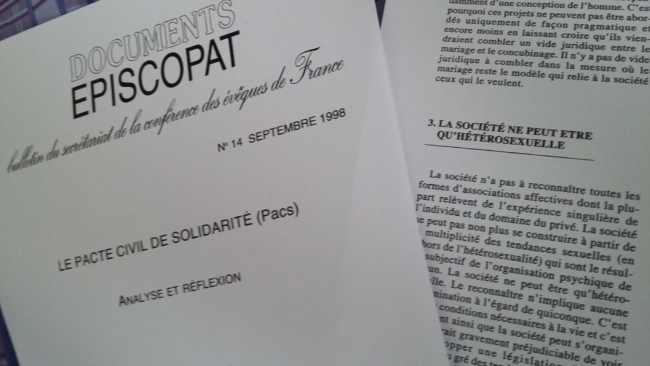 DOCUMENTS
EPISCOPAT
bulletin du secrétariat de la conférence des évêques de France
N° 14 SEPTEMBRE 1998
LE PACTE CIVIL DE SOLIDARITÉ (Pacs)
ANALYSE ET RÉFLEXION
d'une conception de l'homme. C'est
pourquoi ces projets ne peuvent pas être abor-
dés uniquement de façon pragmatique et
encore moins en laissant croire qu'ils vien-
draient combler un vide juridique entre le
mariage et concubinage. Il n'y a pas de vide
juridique à combler dans la mesure où le
mariage reste le modèle qui relie à la société
ceux qui le veulent.
3. LA SOCIÉTÉ NE PEUT ETRE
QU'HÉTÉROSEXUELLE
La société n'a pas à reconnaître toutes les
formes d'associations affectives dont la plu-
part relèvent de l'expérience singulière de
l'individu et du domaine du privé. La société
ne peut pas non plus se construire à partir de
multiplicité des tendances sexuelles (en
hors de l'hétérosexualité) qui sont le résul-
subjectif de l'organisation psychique de
un. La société ne peut être qu'hétéro-
lle. Le reconnaître n'implique aucune
mination à l'égard de quiconque. C'est
conditions nécessaires à la vie et c'est
nt ainsi que la société peut s'organi-
rait gravement préjudiciable de voir
opper une législation
gré des